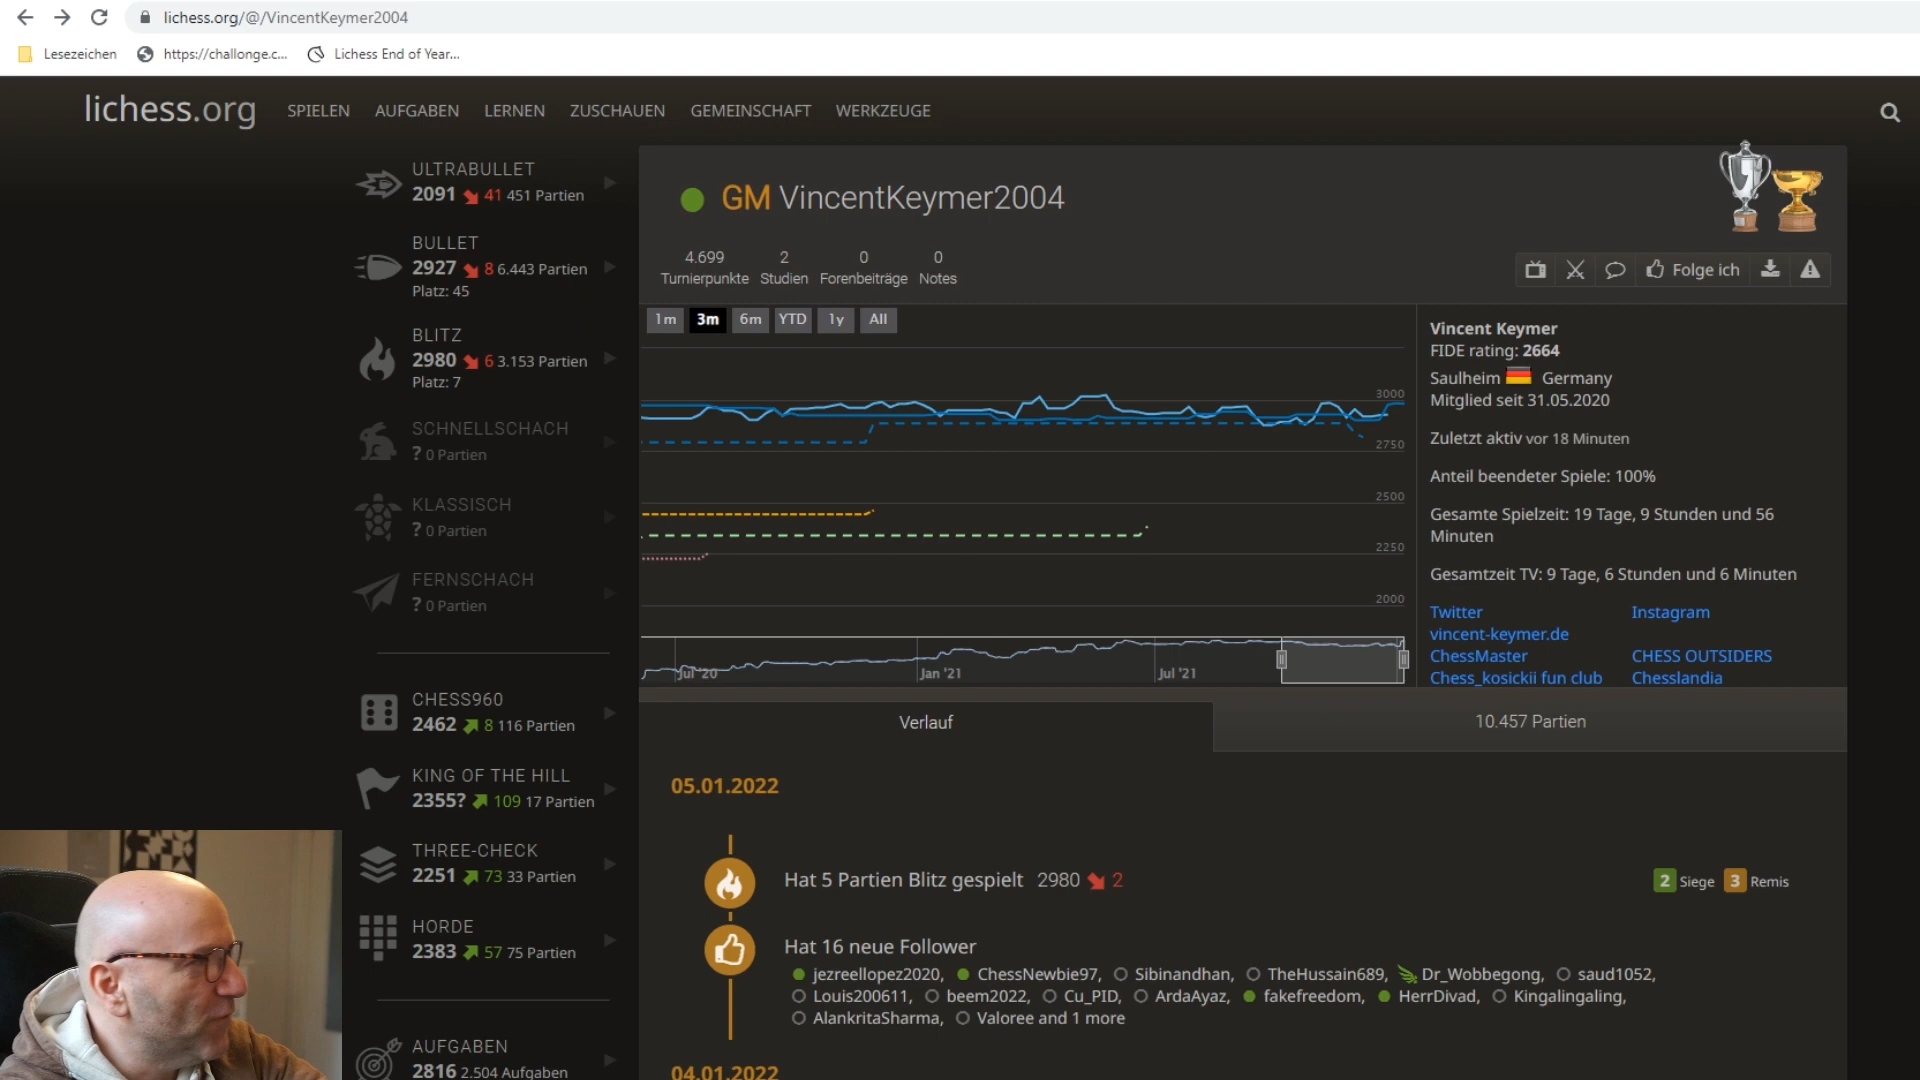 lichess.org/@/VincentKeymer2004
Lesezeichen
https://challonge.c...
Lichess End of Year...
lichess.org
SPIELEN
AUFGABEN
LERNEN
ZUSCHAUEN
GEMEINSCHAFT
WERKZEUGE
ULTRABULLET
2091 41 451 Partien
BULLET
2927 8 6.443 Partien
Platz: 45
BLITZ
2980 6 3.153 Partien
Platz: 7
SCHNELLSCHACH
? 0 Partien
KLASSISCH
? 0 Partien
FERNSCHACH
? 0 Partien
CHESS960
2462 8 116 Partien
KING OF THE HILL
2355? 109 17 Partien
THREE-CHECK
2251 73 33 Partien
HORDE
2383 57 75 Partien
AUFGABEN
2816 2.504 Aufgaben
GM VincentKeymer2004
4.699 2 0 0
Turnierpunkte Studien Forenbeiträge Notes
Folge ich
1m 3m 6m YTD 1y All
3000
2750
2500
2250
2000
Jul '20 Jan '21 Jul '21
Vincent Keymer
FIDE rating: 2664
Saulheim Germany
Mitglied seit 31.05.2020
Zuletzt aktiv vor 18 Minuten
Anteil beendeter Spiele: 100%
Gesamte Spielzeit: 19 Tage, 9 Stunden und 56
Minuten
Gesamtzeit TV: 9 Tage, 6 Stunden und 6 Minuten
Twitter Instagram
vincent-keymer.de
ChessMaster CHESS OUTSIDERS
Chess_kosickii fun club Chesslandia
Verlauf
10.457 Partien
05.01.2022
Hat 5 Partien Blitz gespielt 2980 2
2 Siege 3 Remis
Hat 16 neue Follower
jezreellopez2020, ChessNewbie97, Sibinandhan, TheHussain689, Dr_Wobbegong, saud1052,
Louis200611, beem2022, Cu_PID, ArdaAyaz, fakefreedom, HerrDivad, Kingalingaling,
AlankritaSharma, Valoree and 1 more
04.01.2022